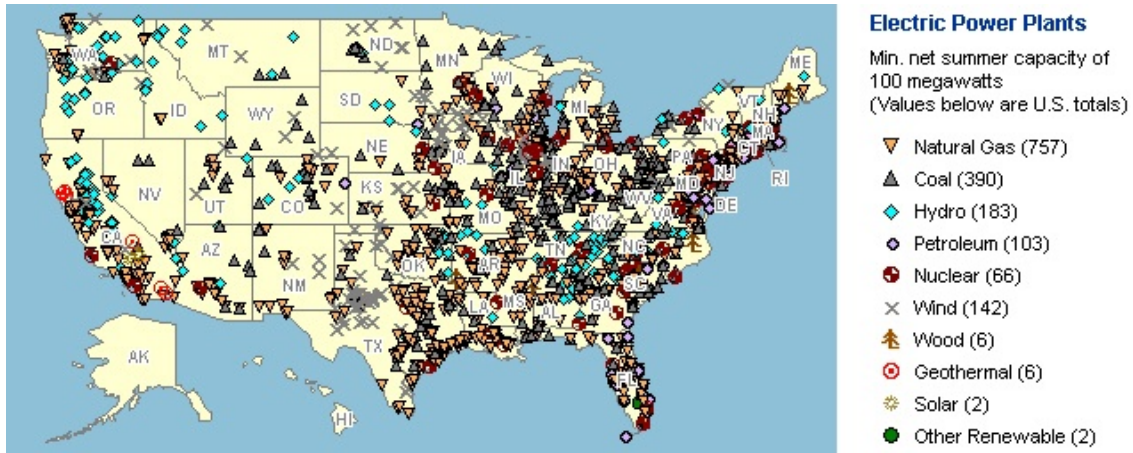 WA
MT
ND
MN
WI
MI
ME
VT
NH
MA
NY
CT
RI
OR
ID
WY
SD
IA
NE
IL
IN
OH
PA
NJ
MD
DE
NV
UT
CO
KS
MO
KY
WV
VA
CA
AZ
NM
OK
AR
TN
NC
SC
TX
LA
MS
AL
GA
FL
AK
HI
Electric Power Plants
Min. net summer capacity of
100 megawatts
(Values below are U.S. totals)
Natural Gas (757)
Coal (390)
Hydro (183)
Petroleum (103)
Nuclear (66)
Wind (142)
Wood (6)
Geothermal (6)
Solar (2)
Other Renewable (2)